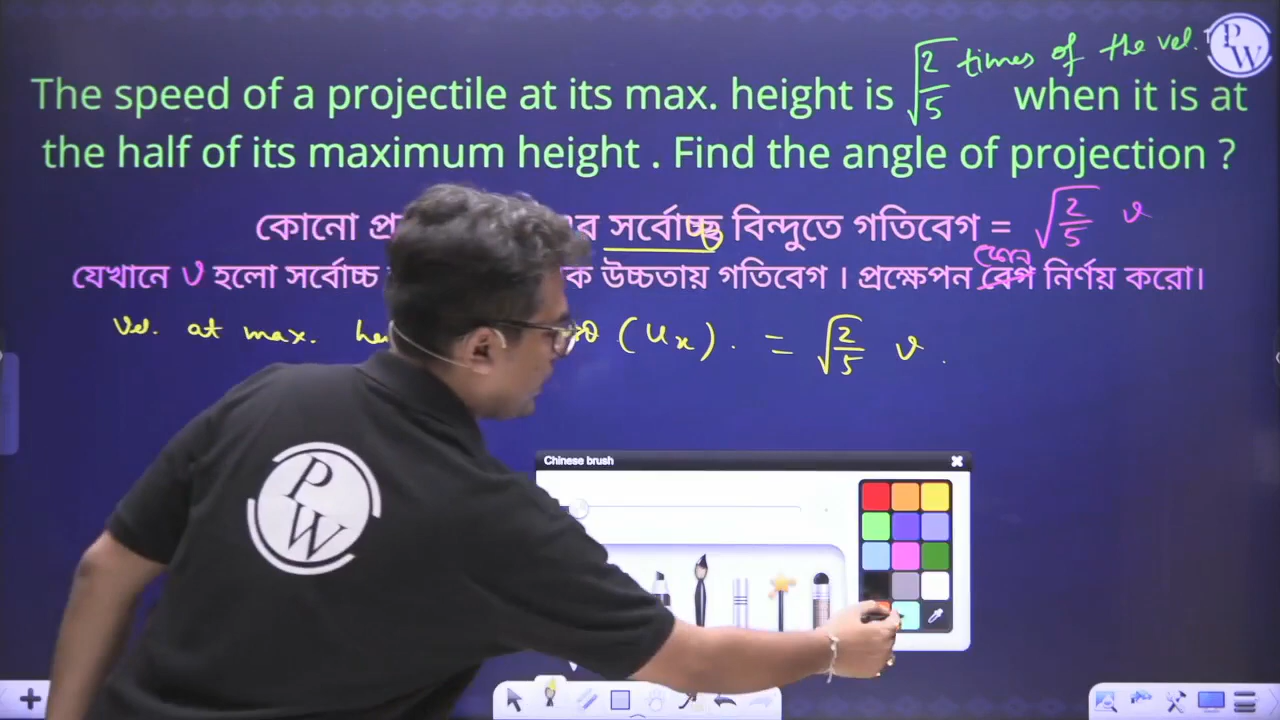 √2/5 times of the vel.
PW
The speed of a projectile at its max. height is when it is at
the half of its maximum height . Find the angle of projection ?
কোনো সর্বোচ্চ বিন্দুতে গতিবেগ = √2/5 v
যেখানে v হলো সর্বোচ্চ উচ্চতায় গতিবেগ । প্রক্ষেপন কোন বেগ নির্ণয় করো।
Vel. at max. (ux). = √2/5 v .
Chinese brush
PW